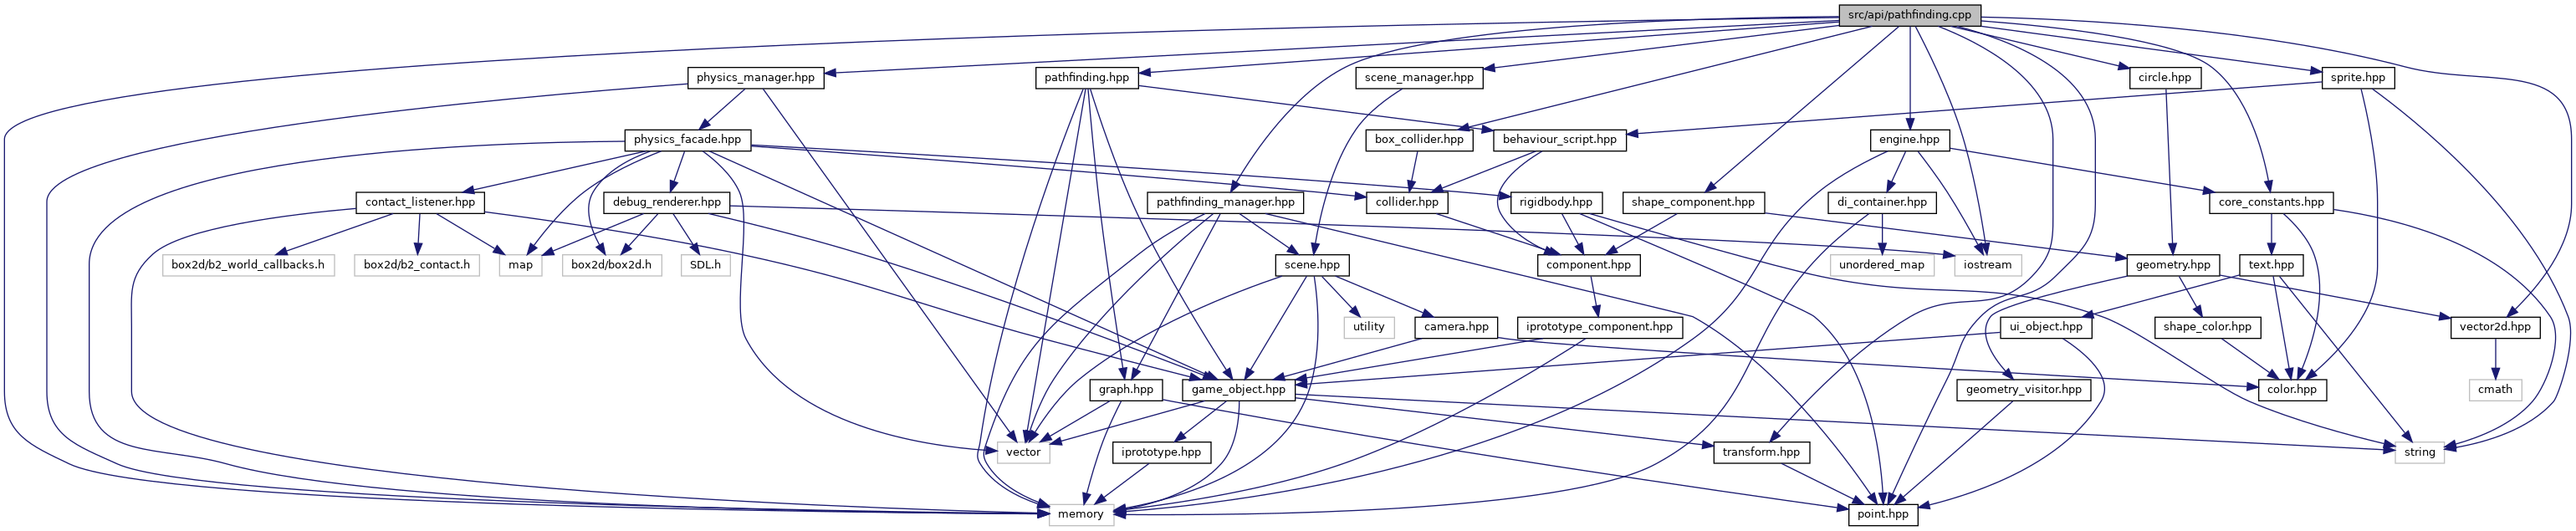 src/api/pathfinding.cpp
physics_manager.hpp
pathfinding.hpp
scene_manager.hpp
circle.hpp
sprite.hpp
physics_facade.hpp
box_collider.hpp
behaviour_script.hpp
engine.hpp
contact_listener.hpp
debug_renderer.hpp
pathfinding_manager.hpp
collider.hpp
rigidbody.hpp
shape_component.hpp
di_container.hpp
core_constants.hpp
box2d/b2_world_callbacks.h
box2d/b2_contact.h
map
box2d/box2d.h
SDL.h
scene.hpp
component.hpp
unordered_map
iostream
geometry.hpp
text.hpp
utility
camera.hpp
iprototype_component.hpp
ui_object.hpp
shape_color.hpp
vector2d.hpp
graph.hpp
game_object.hpp
geometry_visitor.hpp
color.hpp
cmath
vector
iprototype.hpp
transform.hpp
string
memory
point.hpp